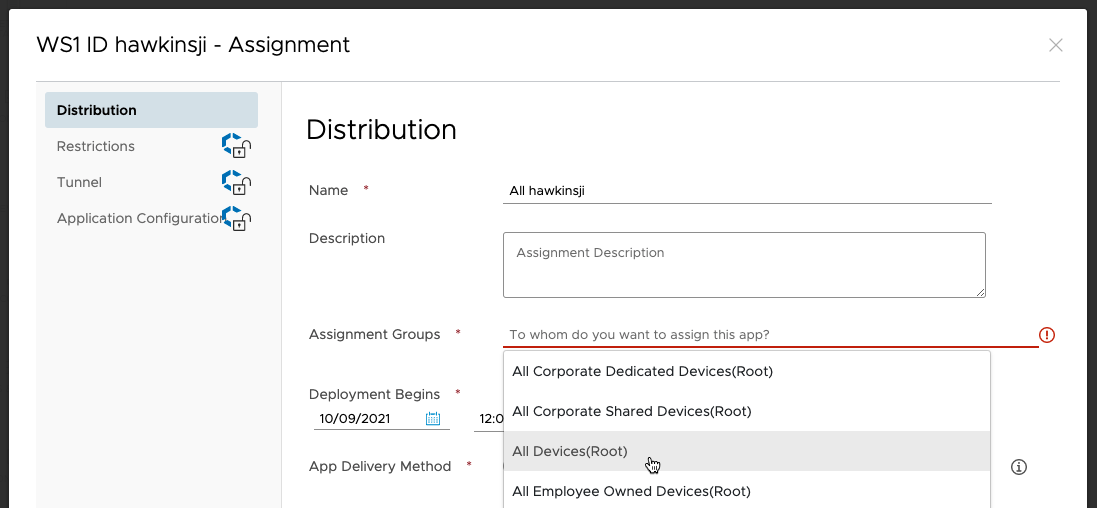 WS1 ID hawkinsji - Assignment
Distribution
Restrictions
Tunnel
Application Configuration
Distribution
Name *
All hawkinsji
Description
Assignment Description
Assignment Groups *
To whom do you want to assign this app?
All Corporate Dedicated Devices(Root)
All Corporate Shared Devices(Root)
All Devices(Root)
All Employee Owned Devices(Root)
Deployment Begins *
10/09/2021
12:0
App Delivery Method *